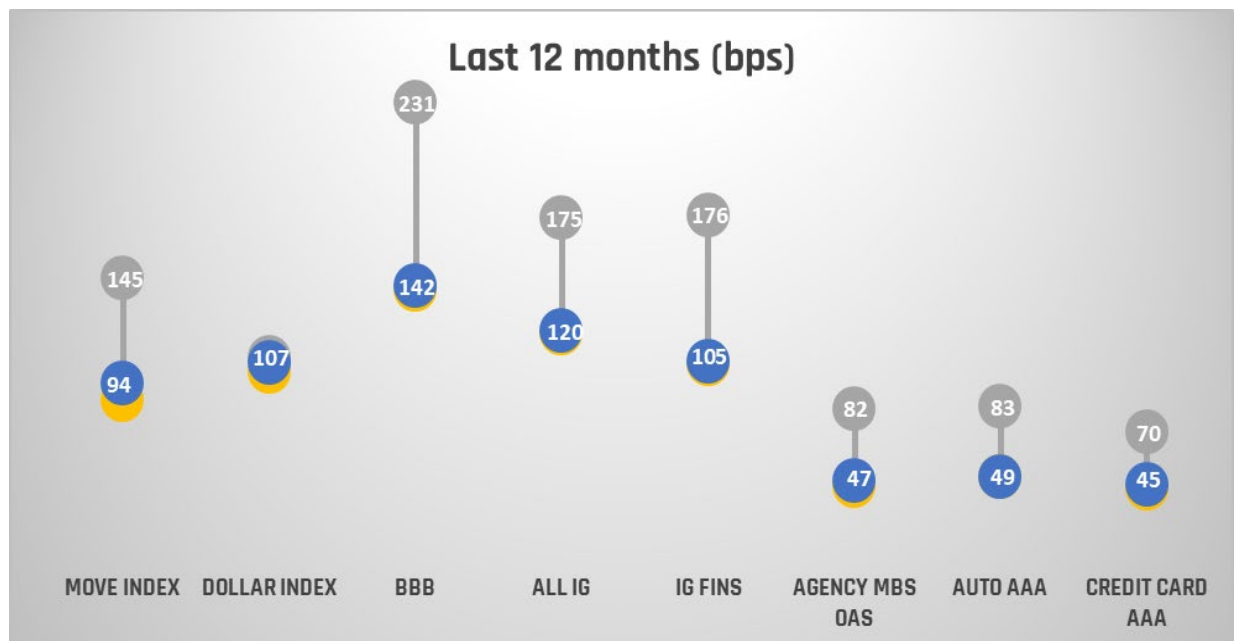 Last 12 months (bps)
231
175
176
145
142
120
107
105
94
82
83
70
47
49
45
MOVE INDEX
DOLLAR INDEX
BBB
ALL IG
IG FINS
AGENCY MBS
OAS
AUTO AAA
CREDIT CARD
AAA